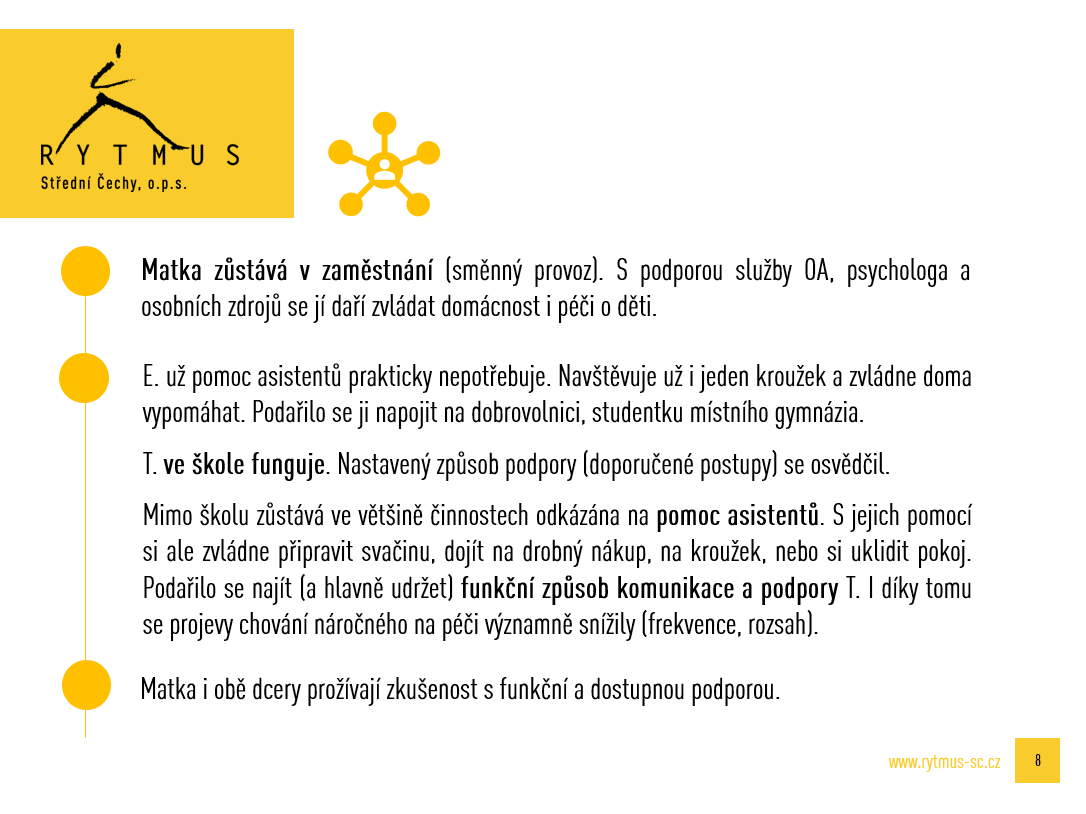 RYTMUS
Střední Čechy, o.p.s.
Matka zůstává v zaměstnání (směnný provoz). S podporou služby OA, psychologa a
osobních zdrojů se jí daří zvládat domácnost i péči o děti.
E. už pomoc asistentů prakticky nepotřebuje. Navštěvuje už i jeden kroužek a zvládne doma
vypomáhat. Podařilo se ji napojit na dobrovolnici, studentku místního gymnázia.
T. ve škole funguje. Nastavený způsob podpory (doporučené postupy) se osvědčil.
Mimo školu zůstává ve většině činnostech odkázána na pomoc asistentů. S jejich pomocí
si ale zvládne připravit svačinu, dojít na drobný nákup, na kroužek, nebo si uklidit pokoj.
Podařilo se najít (a hlavně udržet) funkční způsob komunikace a podpory T. I díky tomu
se projevy chování náročného na péči významně snížily (frekvence, rozsah).
Matka i obě dcery prožívají zkušenost s funkční a dostupnou podporou.
www.rytmus-sc.cz
8